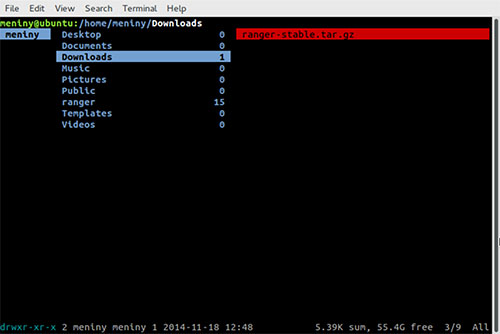 File Edit View Search Terminal Help
meniny@ubuntu:/home/meniny/Downloads
meniny Desktop 0 ranger-stable.tar.gz
Documents 0
Downloads 1
Music 0
Pictures 0
Public 0
ranger 15
Templates 0
Videos 0
drwxr-xr-x 2 meniny meniny 1 2014-11-18 12:48 5.39K sum, 55.4G free 3/9 All